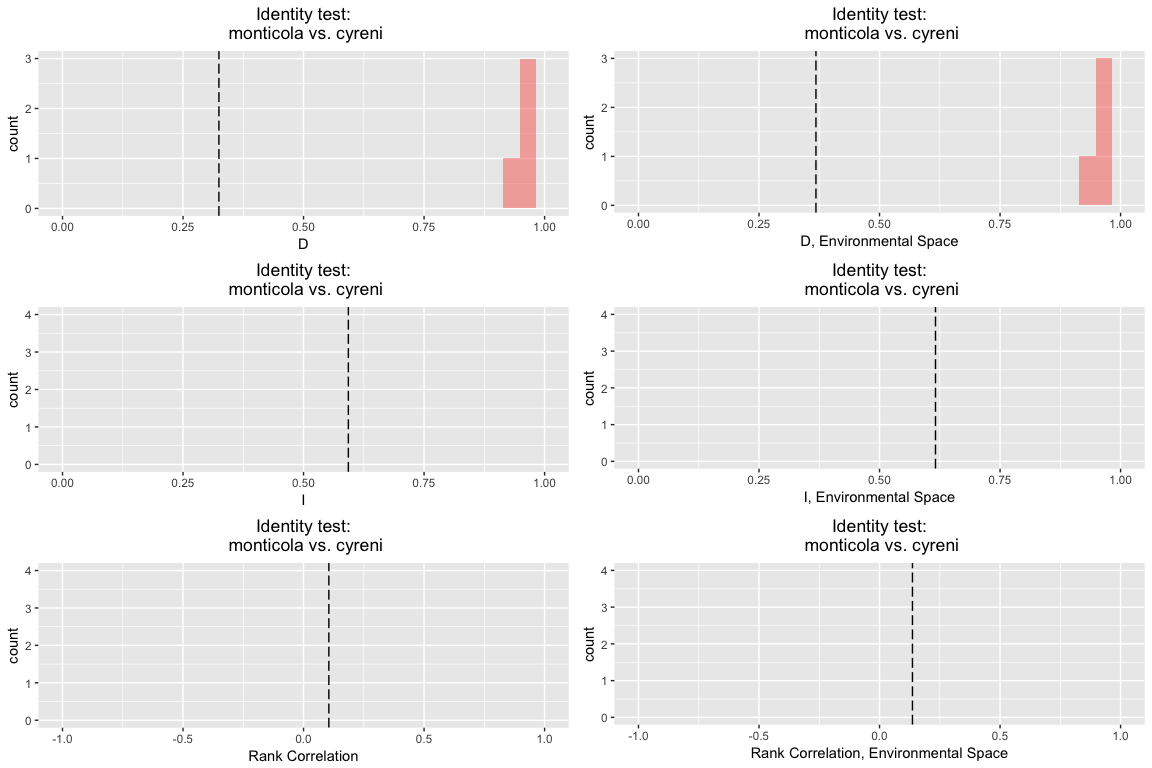 Identity test:
monticola vs. cyreni
count
3
2
1
0
0.00 0.25 0.50 0.75 1.00
D
Identity test:
monticola vs. cyreni
count
3
2
1
0
0.00 0.25 0.50 0.75 1.00
D, Environmental Space
Identity test:
monticola vs. cyreni
count
4
3
2
1
0
0.00 0.25 0.50 0.75 1.00
I
Identity test:
monticola vs. cyreni
count
4
3
2
1
0
0.00 0.25 0.50 0.75 1.00
I, Environmental Space
Identity test:
monticola vs. cyreni
count
4
3
2
1
0
-1.0 -0.5 0.0 0.5 1.0
Rank Correlation
Identity test:
monticola vs. cyreni
count
4
3
2
1
0
-1.0 -0.5 0.0 0.5 1.0
Rank Correlation, Environmental Space